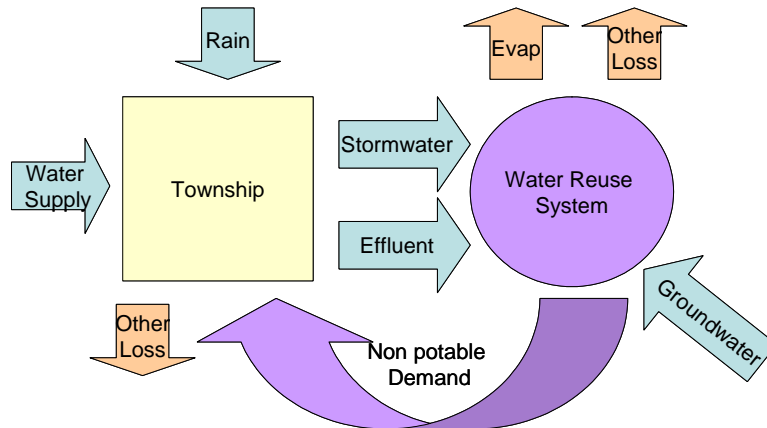 Rain
Evap
Other
Loss
Water
Supply
Township
Stormwater
Effluent
Water Reuse
System
Groundwater
Other
Loss
Non potable
Demand